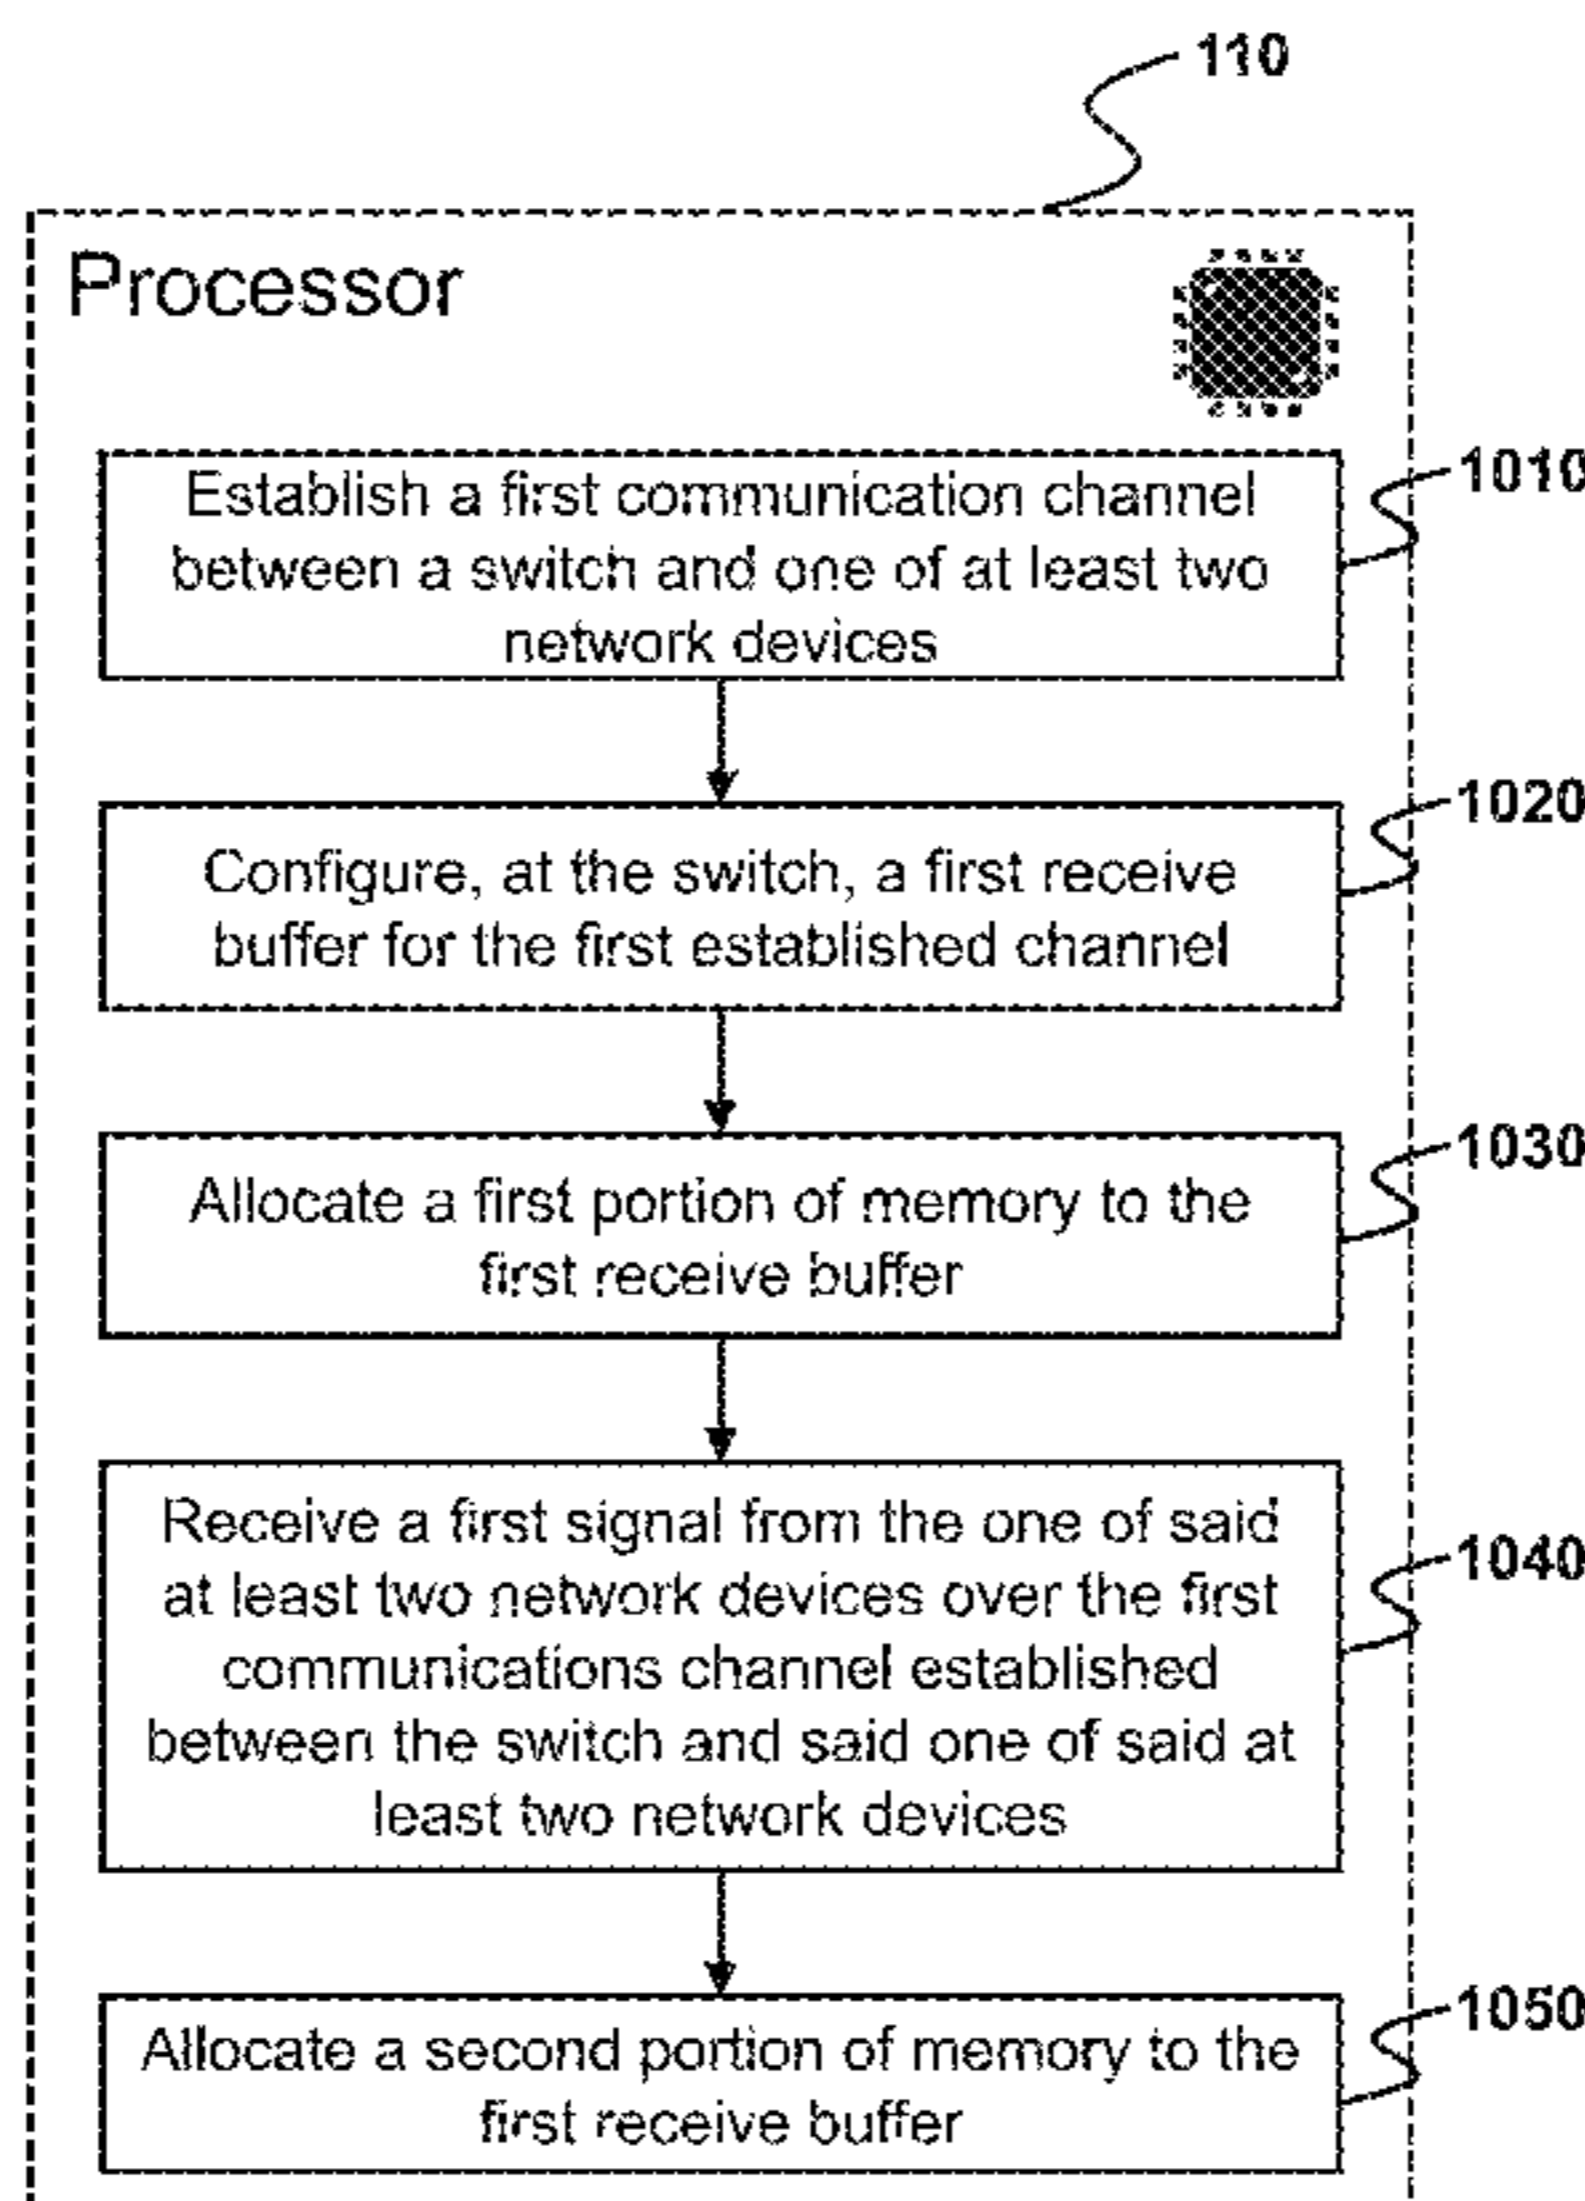 110
Processor
Establish a first communication channel
between a switch and one of at least two
network devices
1010
Configure, at the switch, a first receive
buffer for the first established channel
1020
Allocate a first portion of memory to the
first receive buffer
1030
Receive a first signal from the one of said
at least two network devices over the first
communications channel established
between the switch and said one of said at
least two network devices
1040
Allocate a second portion of memory to the
first receive buffer
1050